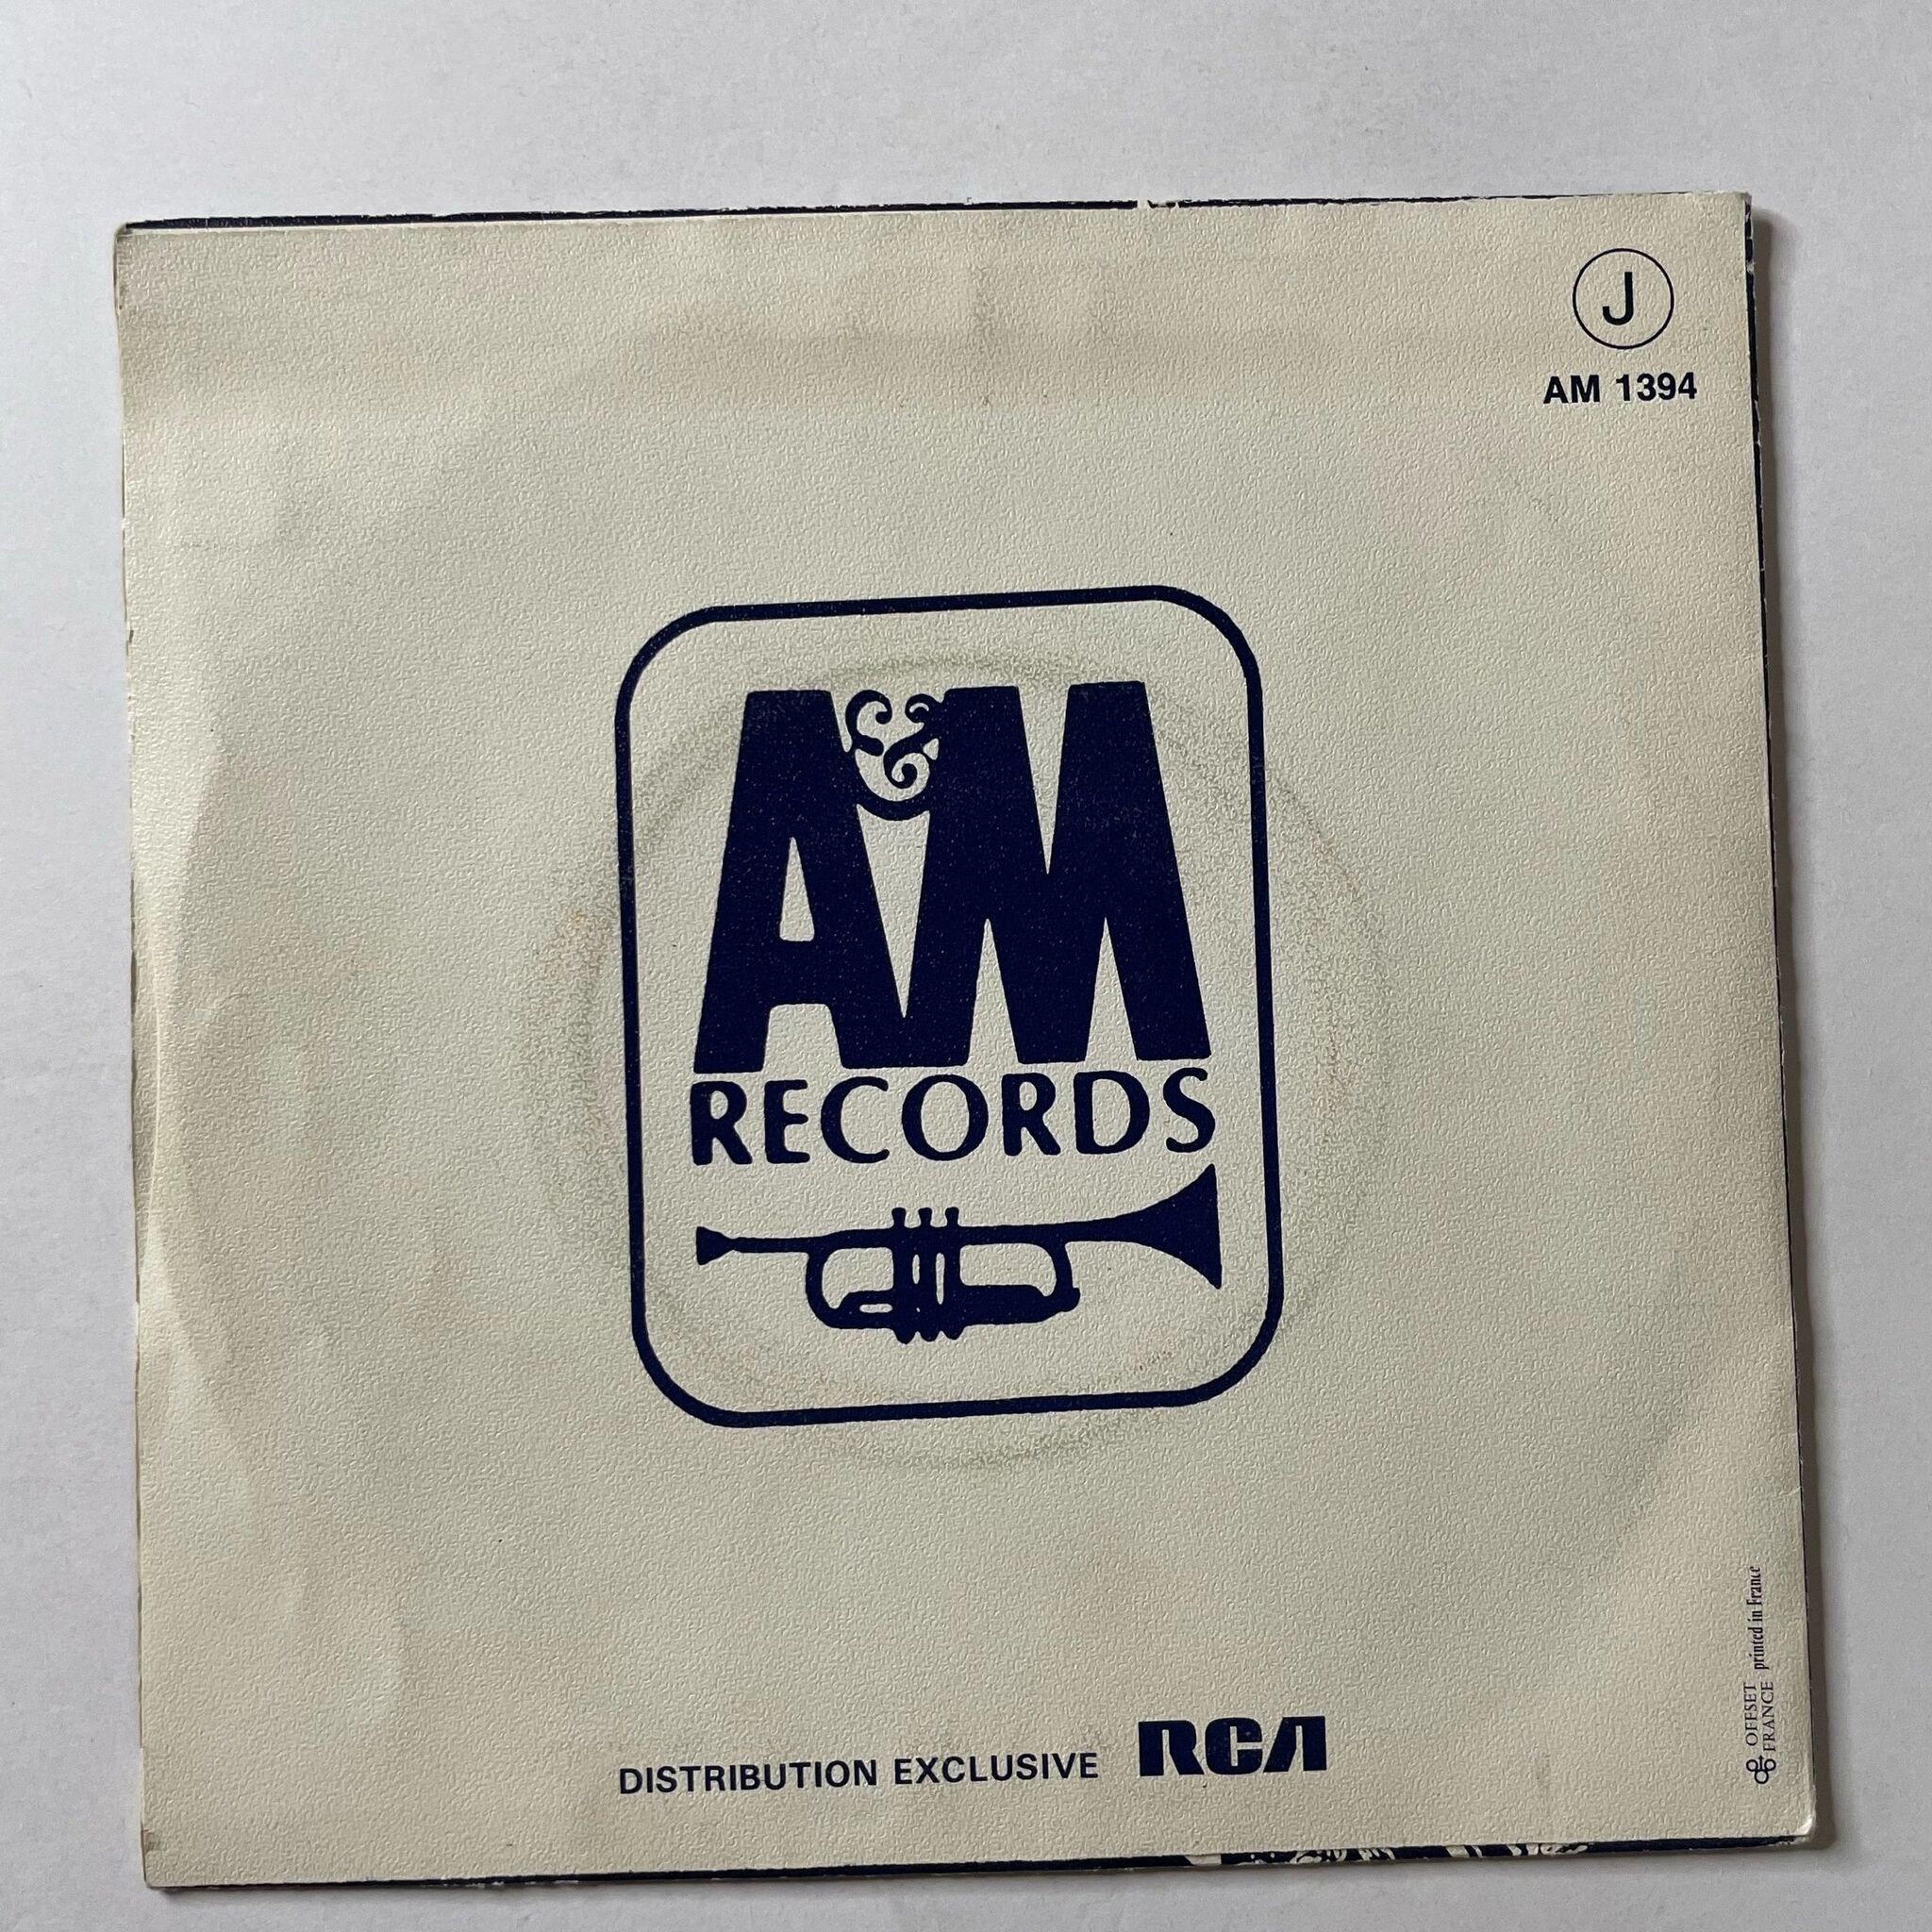 J
AM 1394
A&M
RECORDS
DISTRIBUTION EXCLUSIVE RCA
OFFSET
FRANCE
printed in France